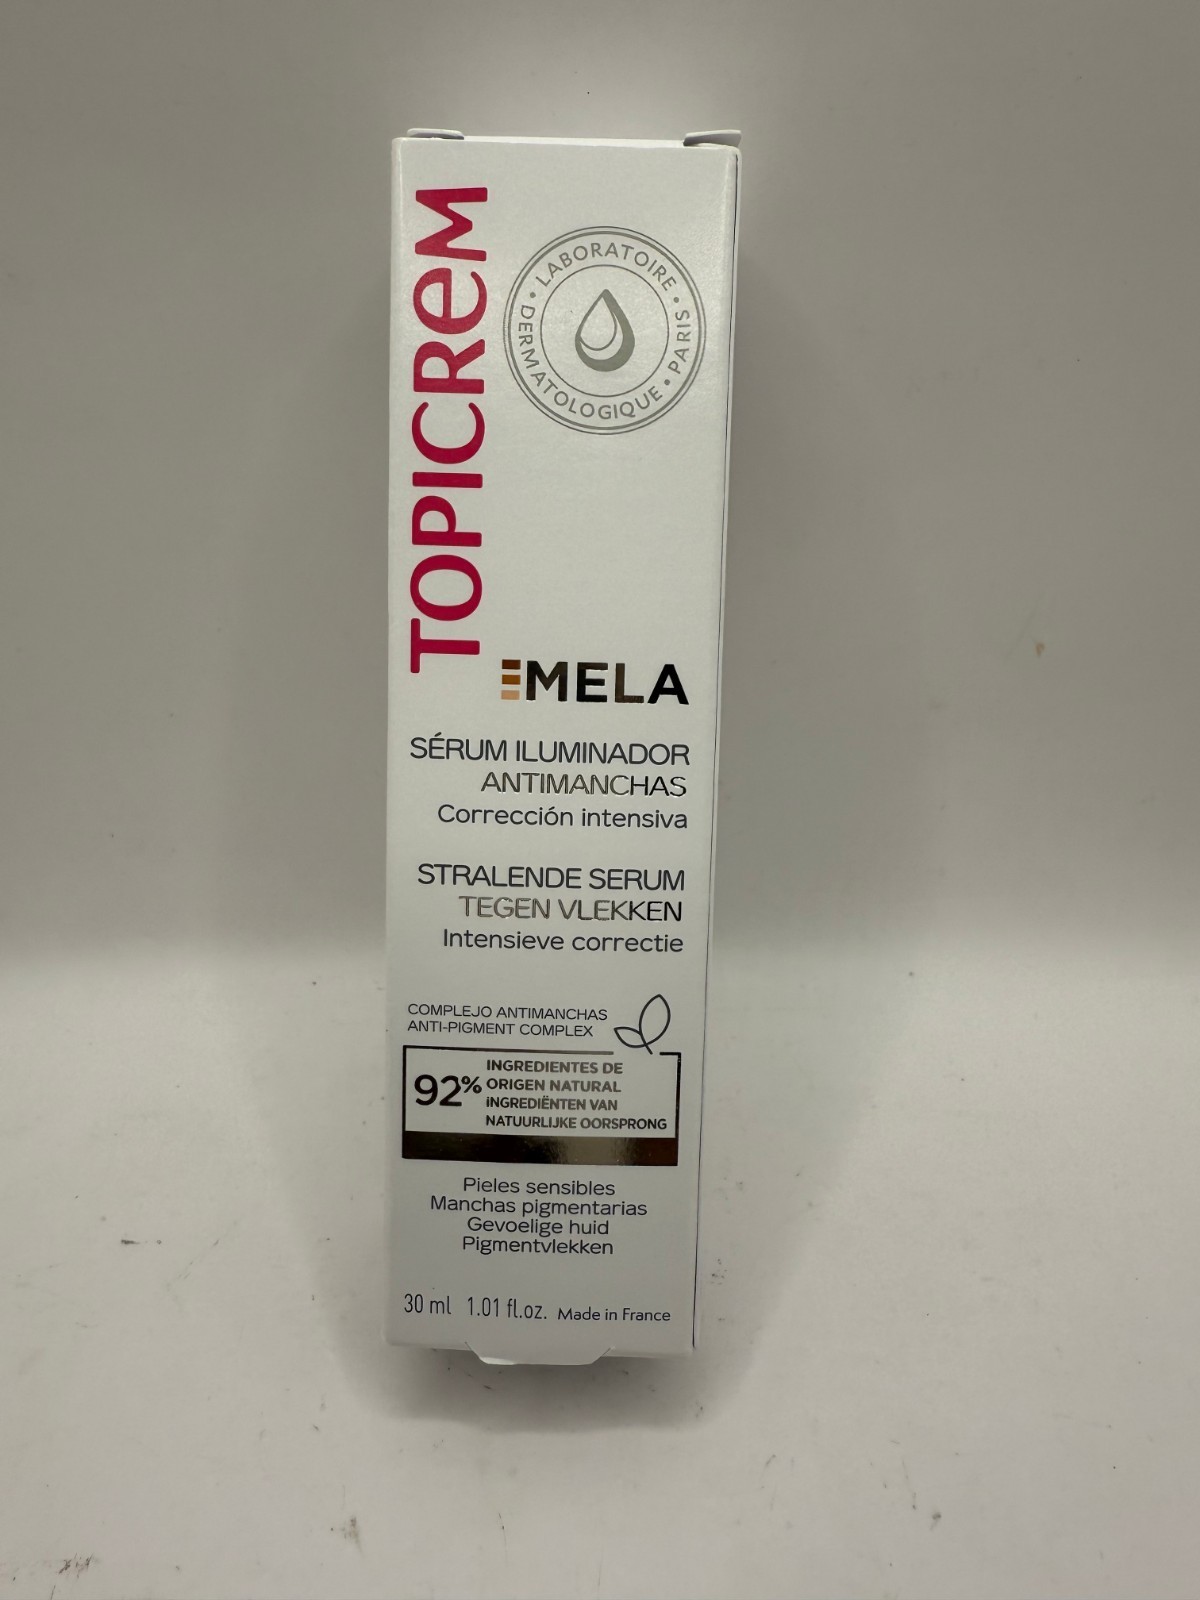 TOPICReM
LABORATOIRE • PARIS • DERMATOLOGIQUE •
MELA
SÉRUM ILUMINADOR
ANTIMANCHAS
Corrección intensiva
STRALENDE SERUM
TEGEN VLEKKEN
Intensieve correctie
COMPLEJO ANTIMANCHAS
ANTI-PIGMENT COMPLEX
92%
INGREDIENTES DE
ORIGEN NATURAL
iNGREDIËNTEN VAN
NATUURLIJKE OORSPRONG
Pieles sensibles
Manchas pigmentarias
Gevoelige huid
Pigmentvlekken
30 ml 1.01 fl.oz. Made in France